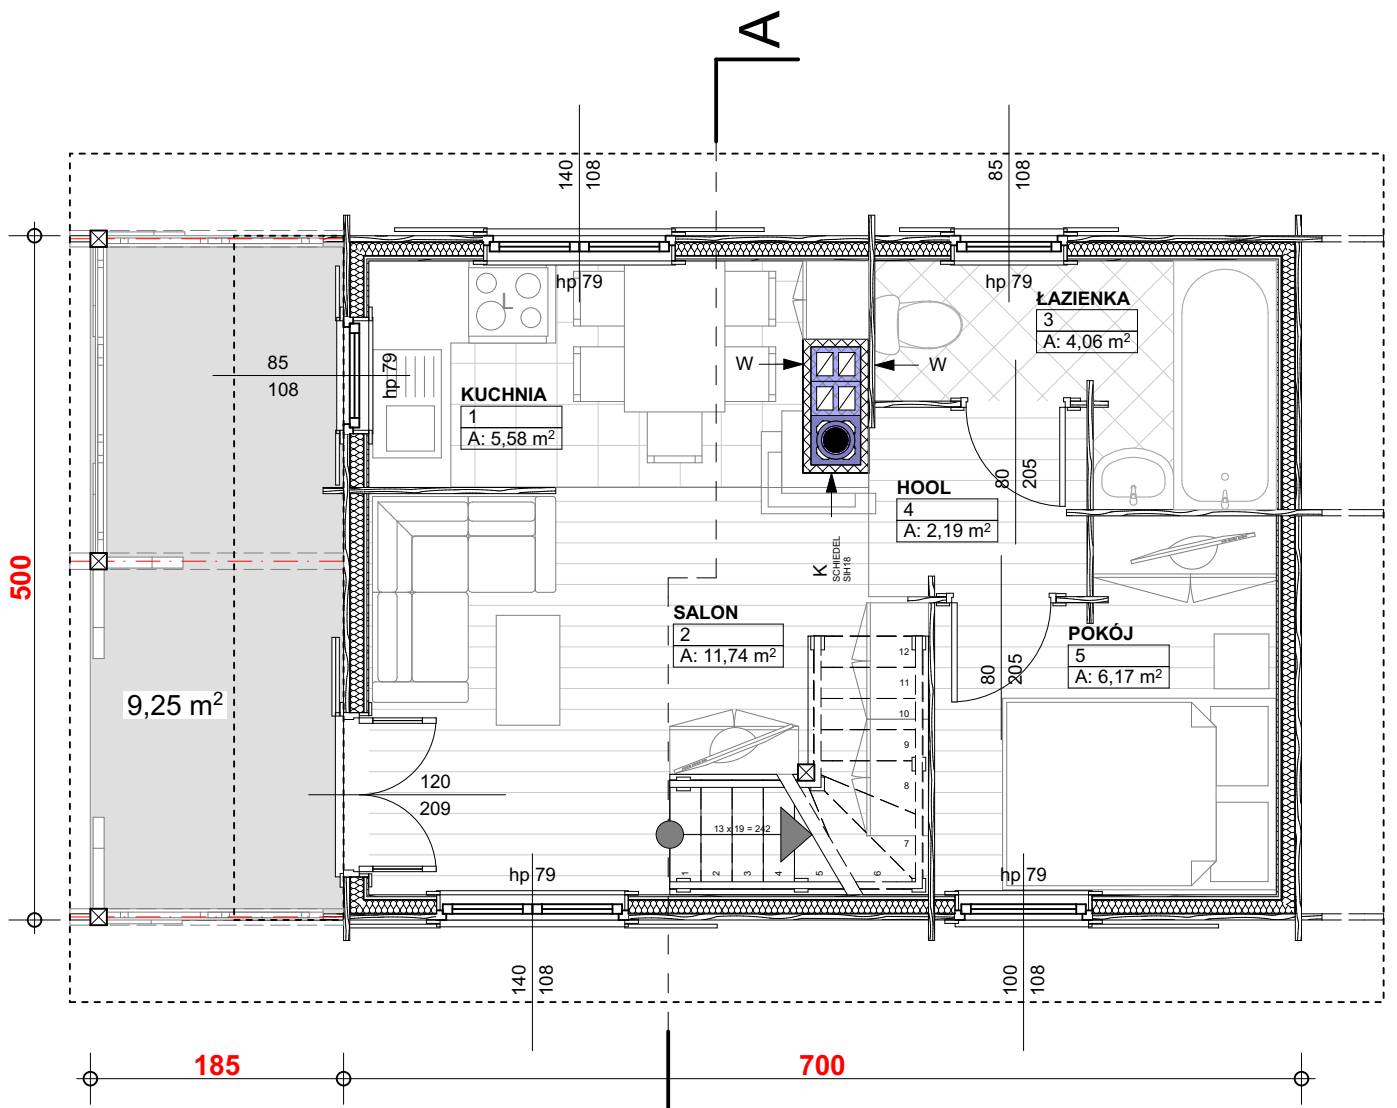 A
140
108
85
108
hp 79
hp 79
ŁAZIENKA
3
A: 4,06 m²
85
108
hp 79
W
W
KUCHNIA
1
A: 5,58 m²
80
205
HOOL
4
A: 2,19 m²
K
SCHIEDEL
SIH18
500
SALON
2
A: 11,74 m²
POKÓJ
5
A: 6,17 m²
80
205
12
11
10
9
8
7
9,25 m²
120
209
13 x 19 = 242
1
2
3
4
5
6
hp 79
hp 79
140
108
100
108
185
700